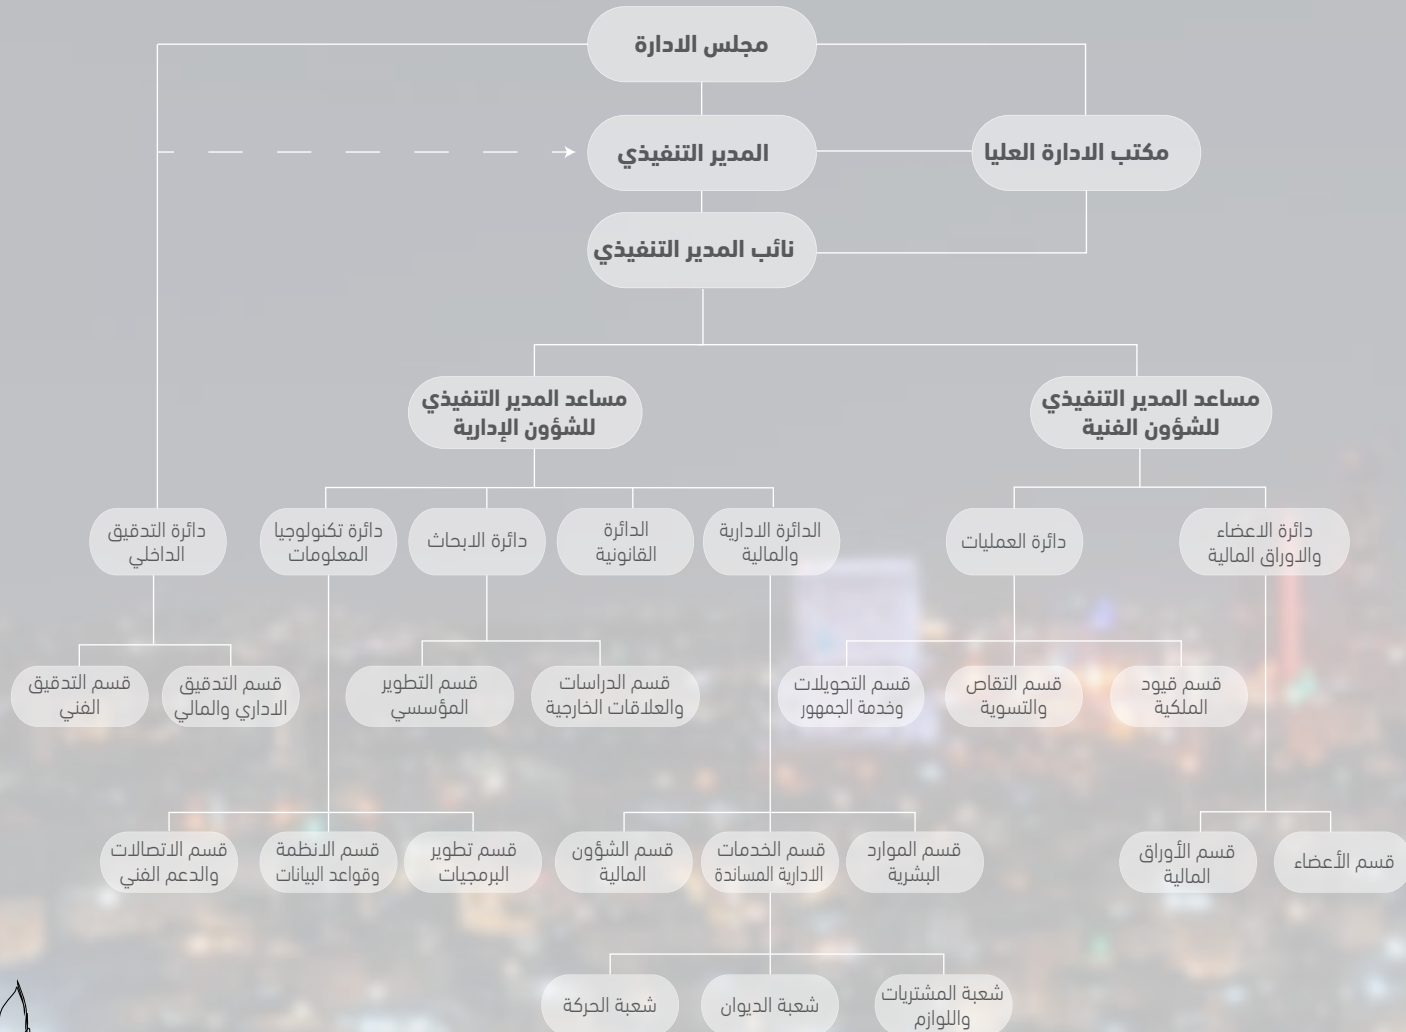 مجلس الادارة
المدير التنفيذي
مكتب الادارة العليا
نائب المدير التنفيذي
مساعد المدير التنفيذي
للشؤون الفنية
مساعد المدير التنفيذي
للشؤون الإدارية
دائرة الاعضاء
والاوراق المالية
دائرة العمليات
الدائرة الادارية
والمالية
الدائرة
القانونية
دائرة الابحاث
دائرة تكنولوجيا
المعلومات
دائرة التدقيق
الداخلي
قسم قيود
الملكية
قسم التقاص
والتسوية
قسم التحويلات
وخدمة الجمهور
قسم الدراسات
والعلاقات الخارجية
قسم التطوير
المؤسسي
قسم التدقيق
الاداري والمالي
قسم التدقيق
الفني
قسم الأعضاء
قسم الأوراق
المالية
قسم الموارد
البشرية
قسم الخدمات
الادارية المساندة
قسم الشؤون
المالية
قسم تطوير
البرمجيات
قسم الانظمة
وقواعد البيانات
قسم الاتصالات
والدعم الفني
شعبة المشتريات
واللوازم
شعبة الديوان
شعبة الحركة